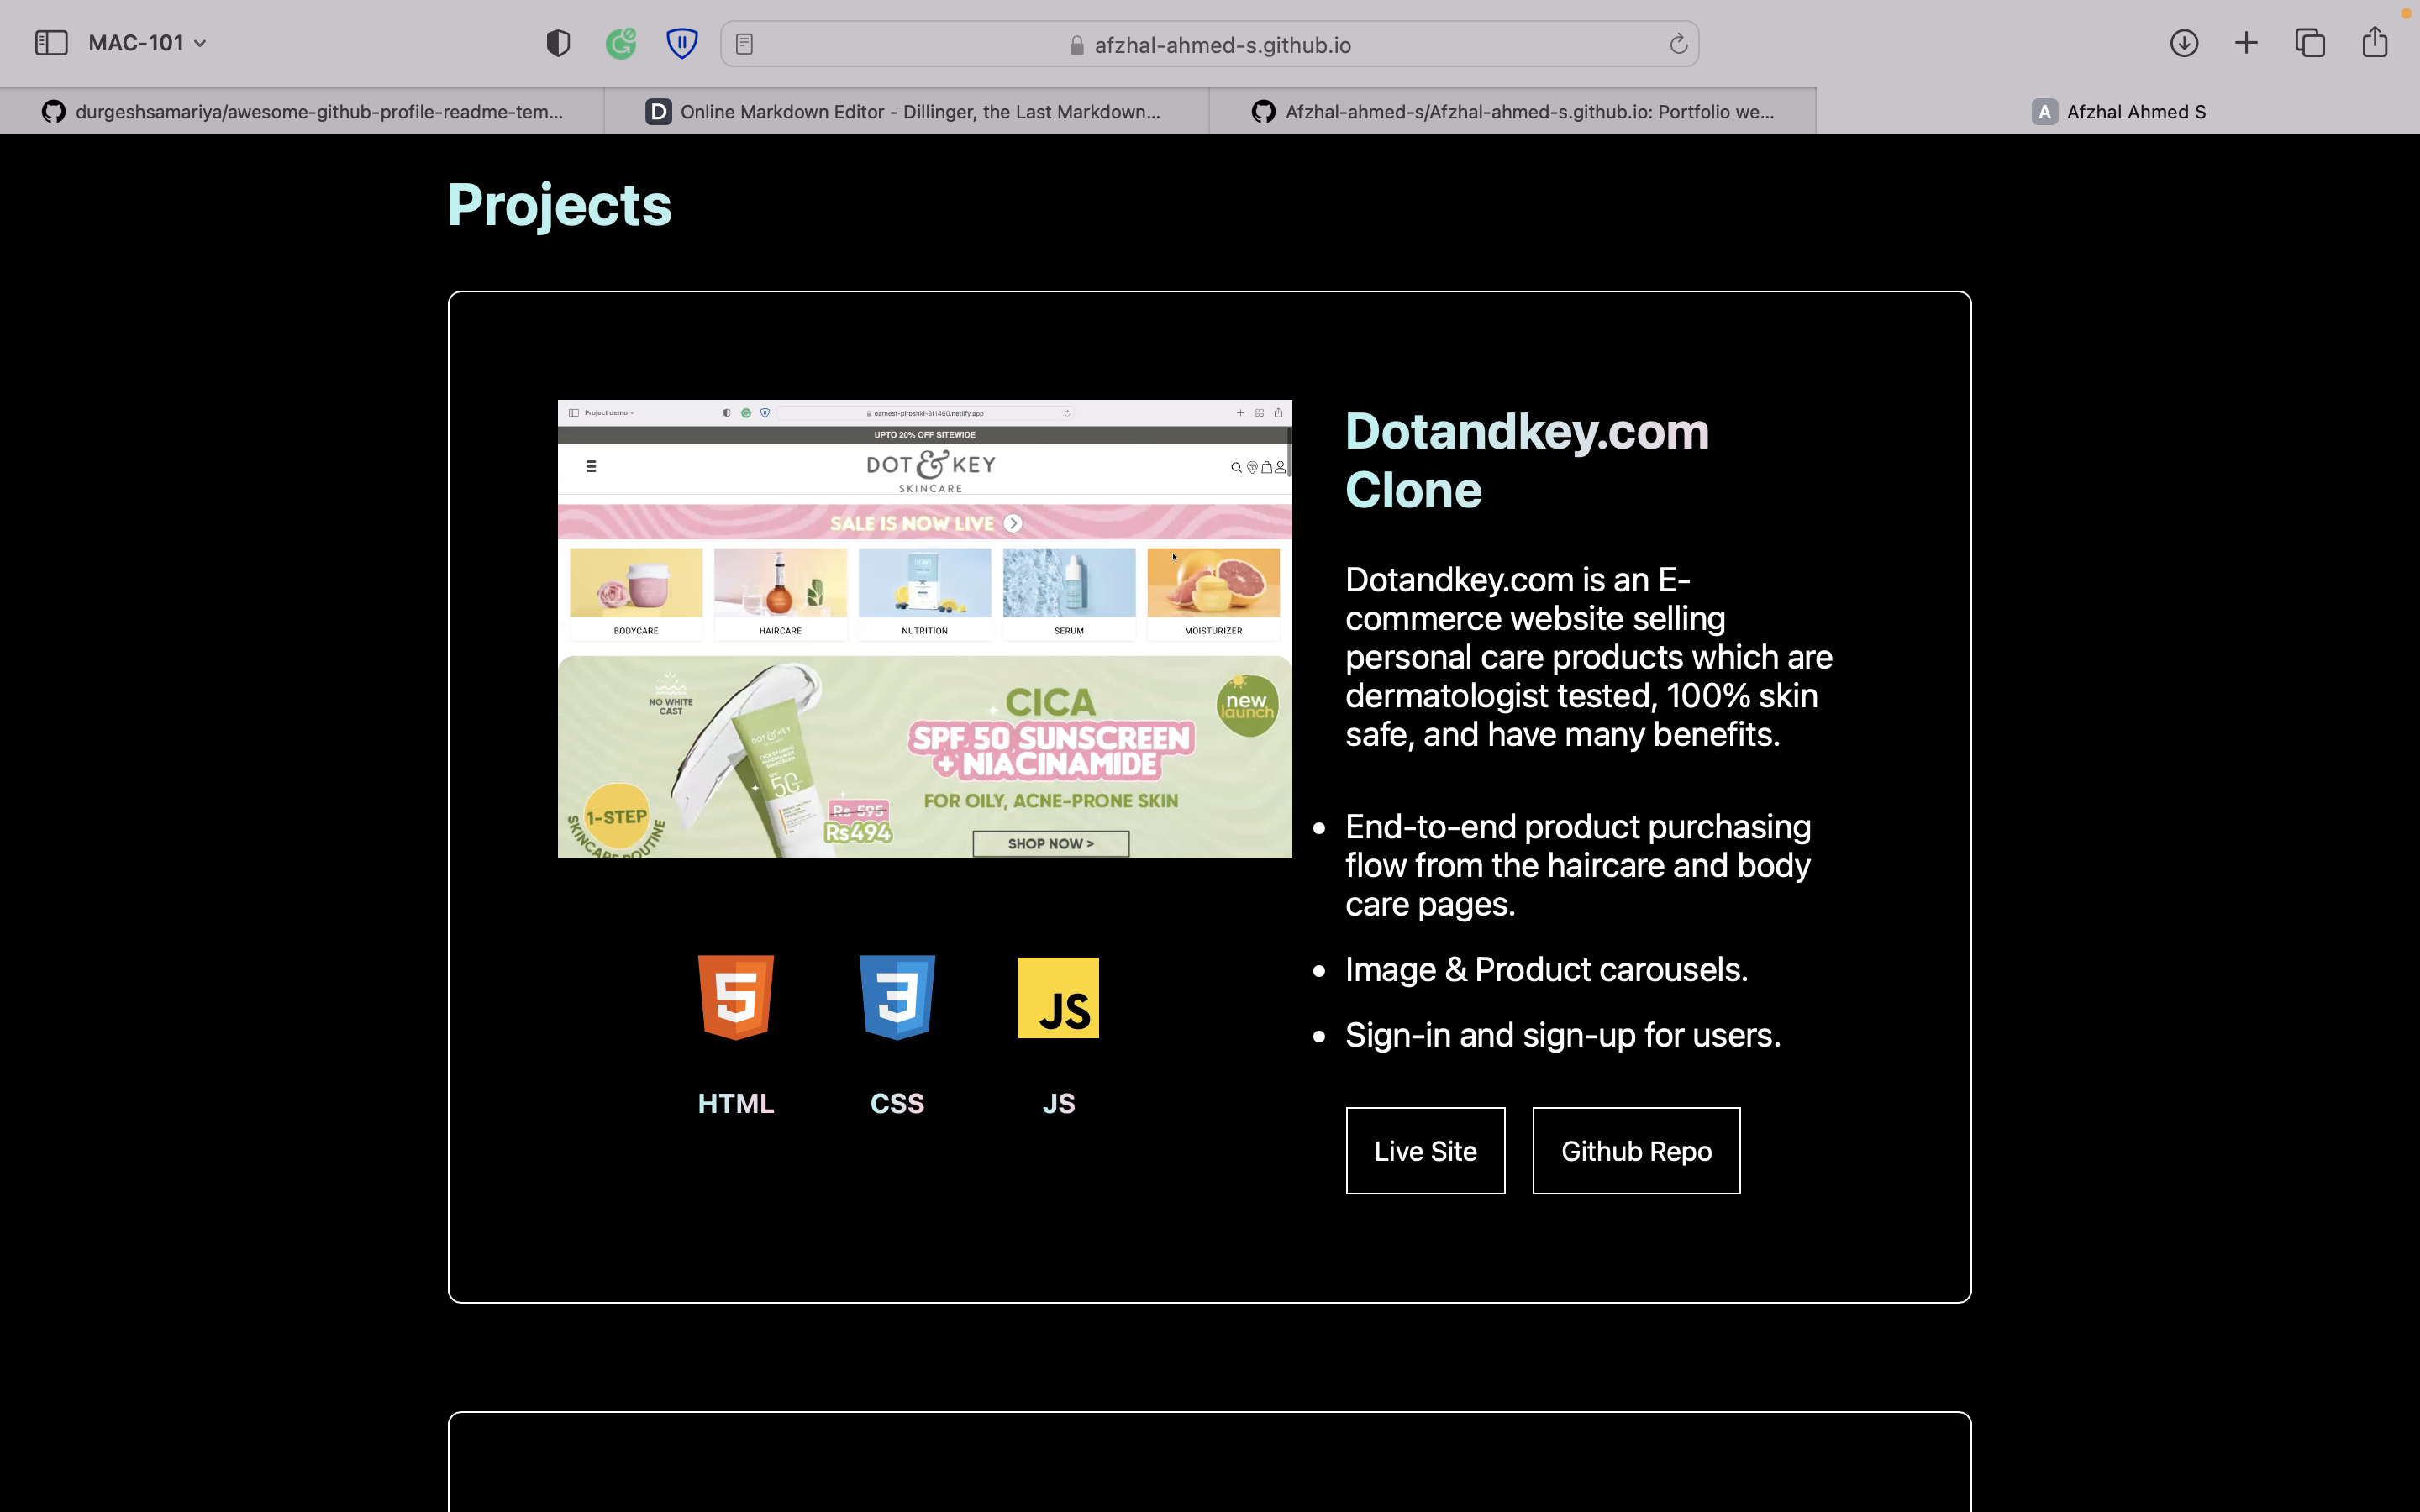 MAC-101
afzhal-ahmed-s.github.io
durgeshsamariya/awesome-github-profile-readme-tem...
D Online Markdown Editor - Dillinger, the Last Markdown...
Afzhal-ahmed-s/Afzhal-ahmed-s.github.io: Portfolio we...
A Afzhal Ahmed S
Projects
Project demo
earnest-piroshki-3f1460.netlify.app
UPTO 20% OFF SITEWIDE
DOT & KEY
SKINCARE
SALE IS NOW LIVE
BODYCARE
HAIRCARE
NUTRITION
SERUM
MOISTURIZER
NO WHITE
CAST
DOT & KEY
50
1-STEP
SKINCARE ROUTINE
Rs 595
Rs494
CICA
SPF 50 SUNSCREEN
+ NIACINAMIDE
FOR OILY, ACNE-PRONE SKIN
SHOP NOW >
new
launch
5
HTML
3
CSS
JS
JS
Dotandkey.com
Clone
Dotandkey.com is an E-
commerce website selling
personal care products which are
dermatologist tested, 100% skin
safe, and have many benefits.
• End-to-end product purchasing
flow from the haircare and body
care pages.
• Image & Product carousels.
• Sign-in and sign-up for users.
Live Site
Github Repo